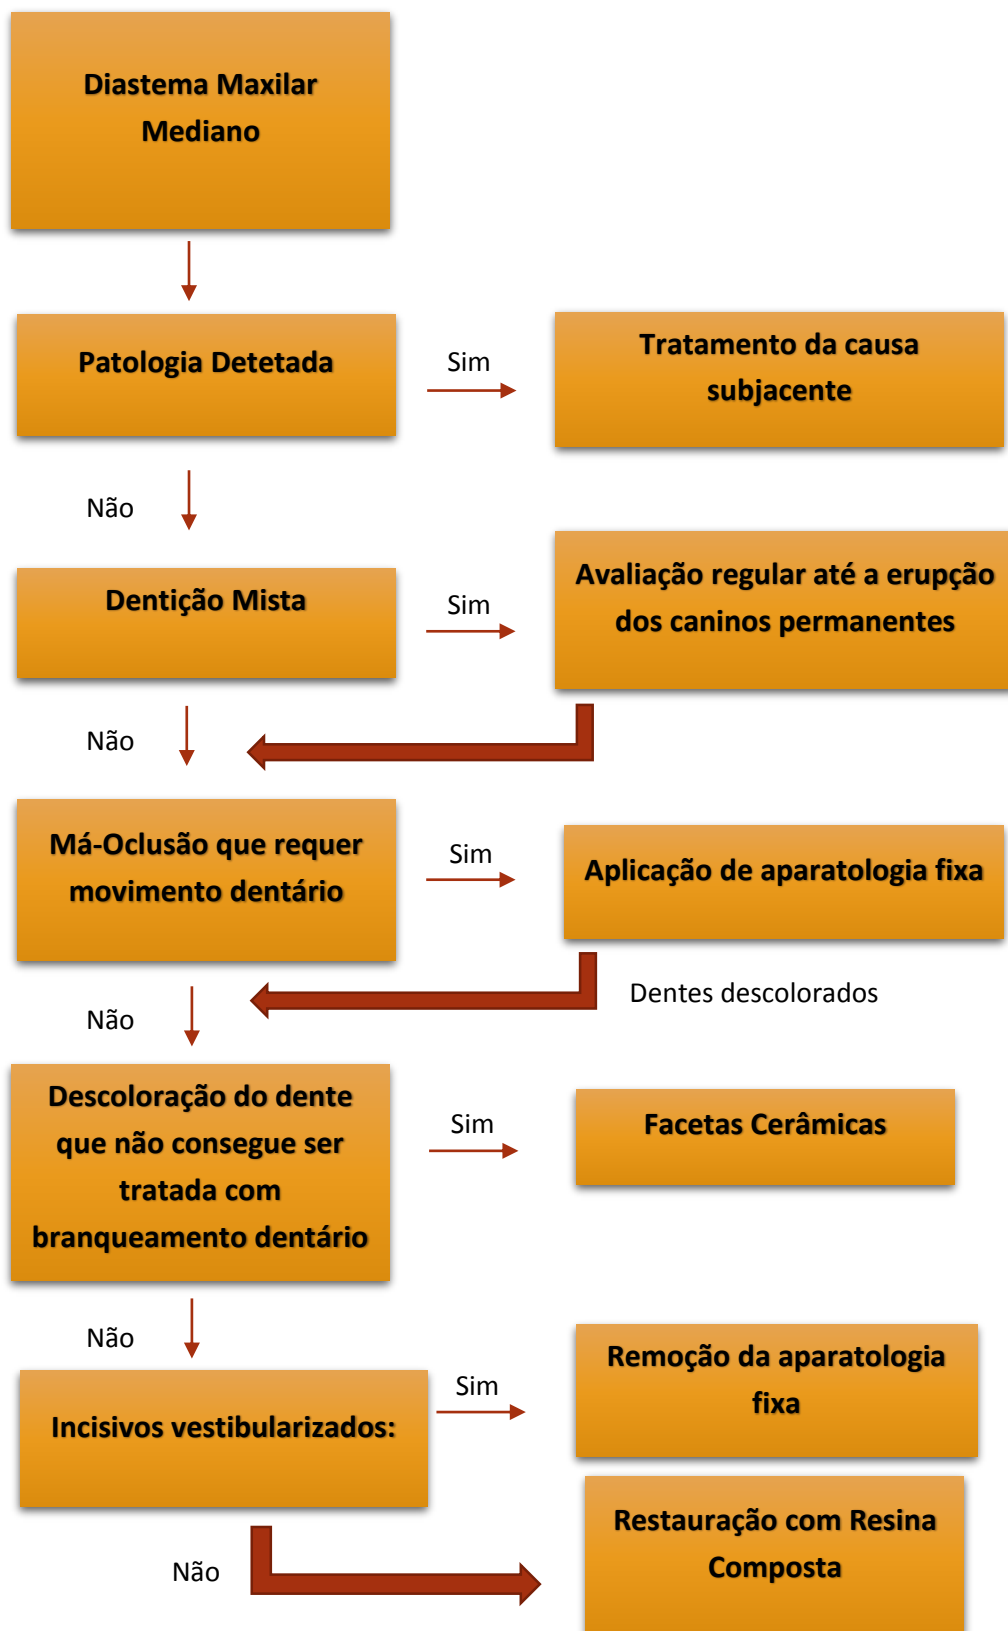 Diastema Maxilar
Mediano
Patologia Detetada
Sim
Tratamento da causa
subjacente
Não
Dentição Mista
Sim
Avaliação regular até a erupção
dos caninos permanentes
Não
Má-Oclusão que requer
movimento dentário
Sim
Aplicação de aparatologia fixa
Dentes descolorados
Não
Descoloração do dente
que não consegue ser
tratada com
branqueamento dentário
Sim
Facetas Cerâmicas
Não
Incisivos vestibularizados:
Sim
Remoção da aparatologia
fixa
Não
Restauração com Resina
Composta